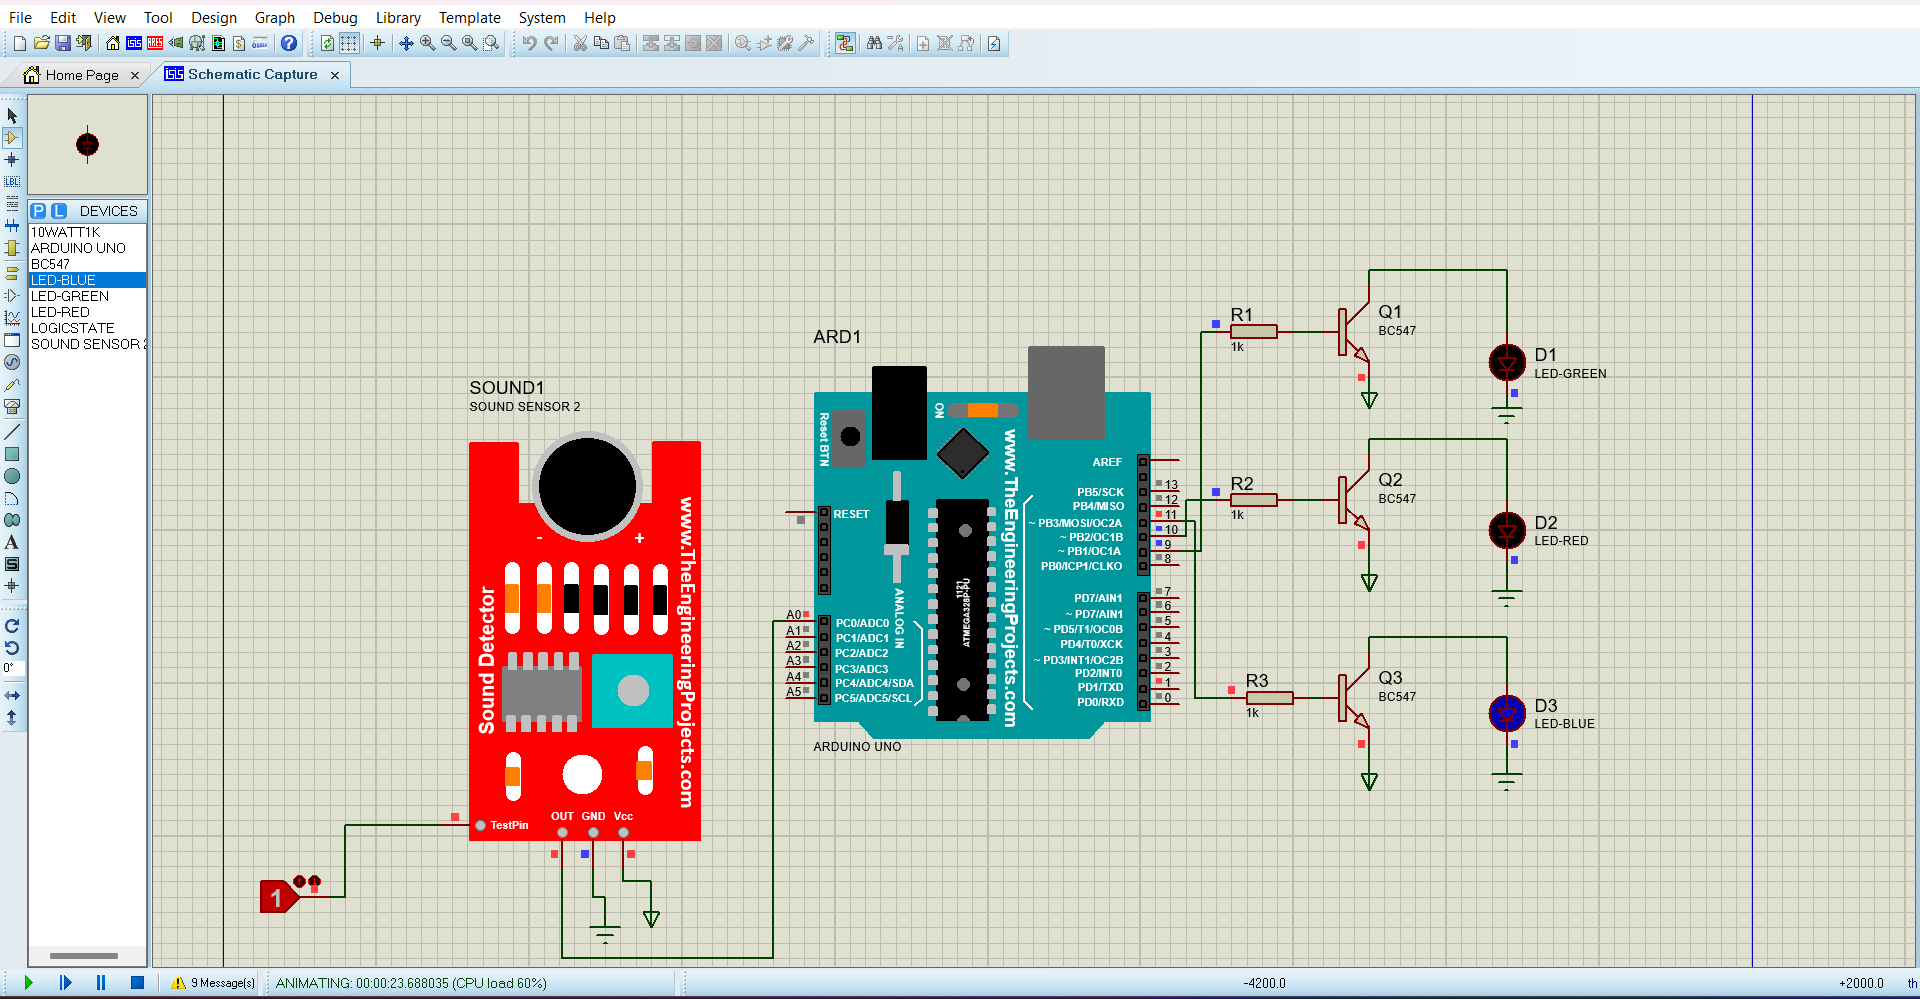 File Edit View Tool Design Graph Debug Library Template System Help
Home Page
Schematic Capture
P L DEVICES
10WATT1K
ARDUINO UNO
BC547
LED-BLUE
LED-GREEN
LED-RED
LOGICSTATE
SOUND SENSOR 2
0°
SOUND1
SOUND SENSOR 2
- +
www.TheEngineeringProjects.com
Sound Detector
TestPin
OUT GND Vcc
1
ARD1
Reset BTN
ON
www.TheEngineeringProjects.com
ANALOG IN
ATMEGA328P-PU
1121
RESET
A0 PC0/ADC0
A1 PC1/ADC1
A2 PC2/ADC2
A3 PC3/ADC3
A4 PC4/ADC4/SDA
A5 PC5/ADC5/SCL
AREF
PB5/SCK 13
PB4/MISO 12
~ PB3/MOSI/OC2A 11
~ PB2/OC1B 10
~ PB1/OC1A 9
PB0/ICP1/CLKO 8
PD7/AIN1 7
~ PD7/AIN1 6
~ PD5/T1/OC0B 5
PD4/T0/XCK 4
~ PD3/INT1/OC2B 3
PD2/INT0 2
PD1/TXD 1
PD0/RXD 0
ARDUINO UNO
R1
1k
Q1
BC547
D1
LED-GREEN
R2
1k
Q2
BC547
D2
LED-RED
R3
1k
Q3
BC547
D3
LED-BLUE
9 Message(s) ANIMATING: 00:00:23.688035 (CPU load 60%) -4200.0 +2000.0 th